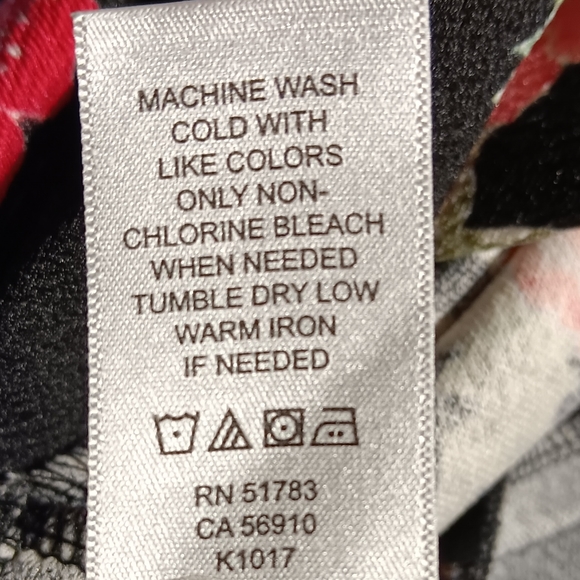 MACHINE WASH
COLD WITH
LIKE COLORS
ONLY NON-
CHLORINE BLEACH
WHEN NEEDED
TUMBLE DRY LOW
WARM IRON
IF NEEDED
RN 51783
CA 56910
K1017